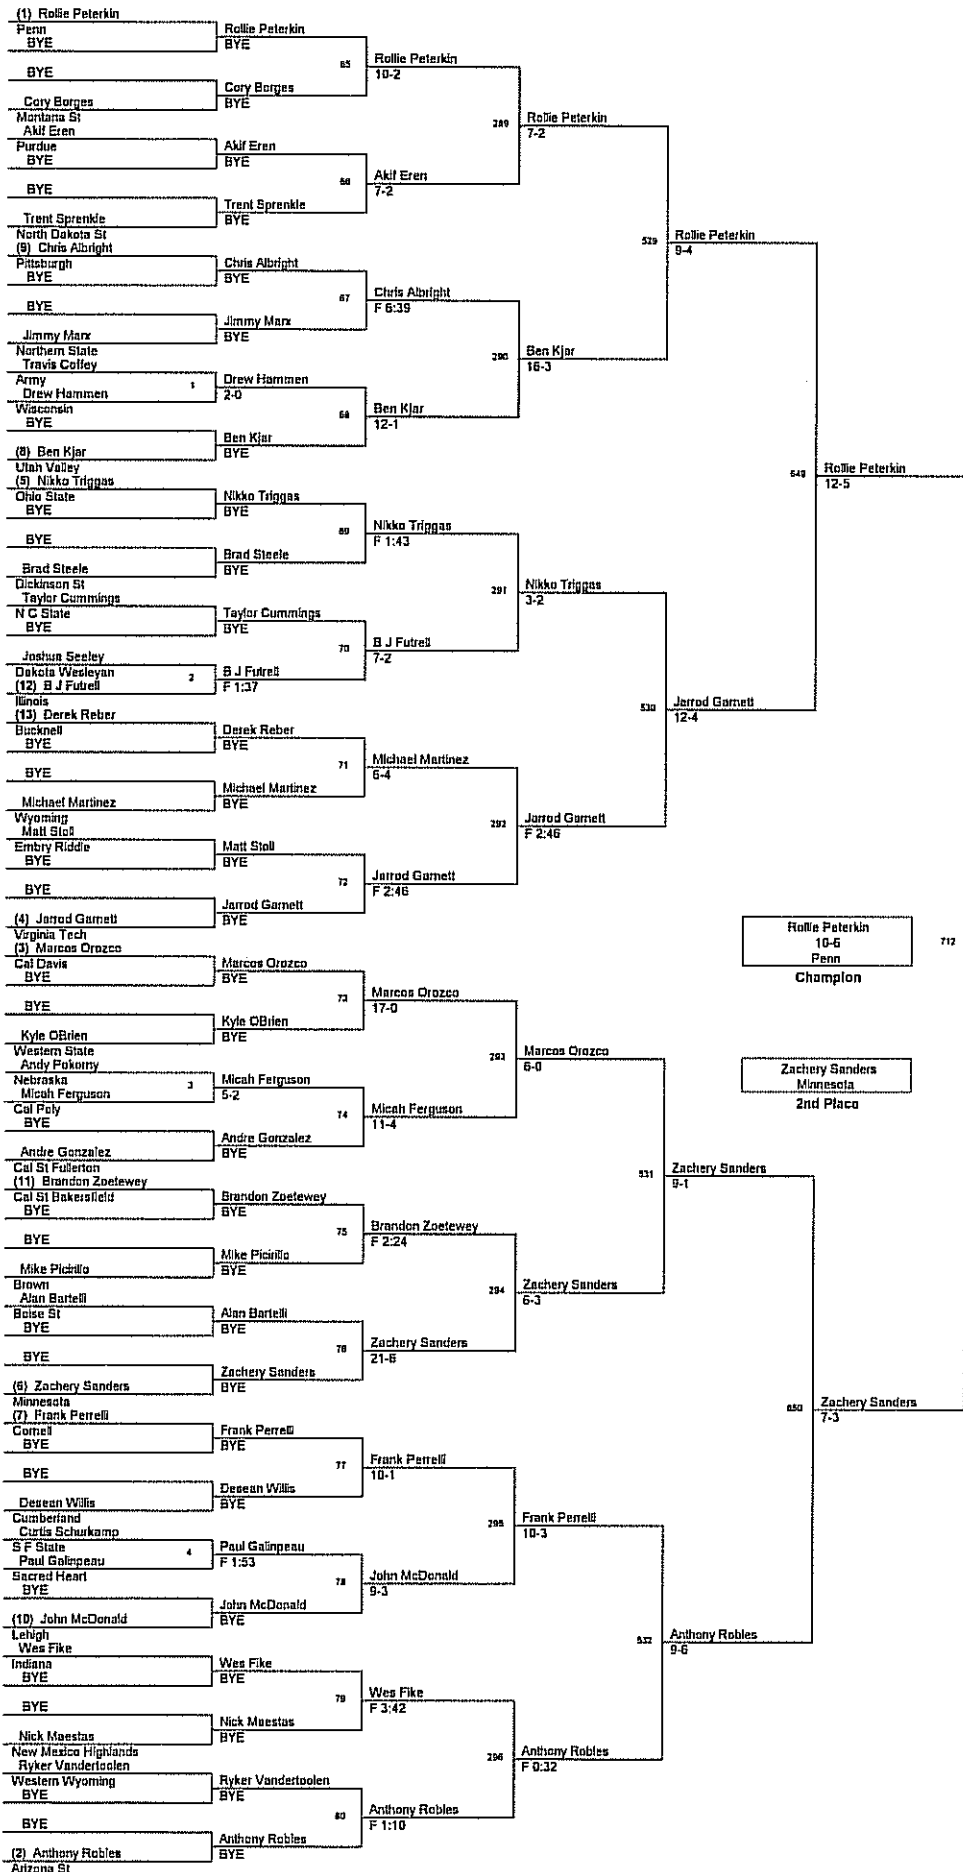 (1) Rollie Peterkin
Penn
BYE
BYE
Cory Borges
Montana St
Akif Eren
Purdue
BYE
BYE
Trent Sprenkle
North Dakota St
(9) Chris Albright
Pittsburgh
BYE
BYE
Jimmy Marx
Northern State
Travis Coffey
Army
1
Drew Hammen
Wisconsin
BYE
(8) Ben Kjar
Utah Valley
(5) Nikko Triggas
Ohio State
BYE
BYE
Brad Steele
Dickinson St
Taylor Cummings
N C State
BYE
Joshua Seeley
Dakota Wesleyan
2
(12) B J Futrell
Illinois
(13) Derek Reber
Bucknell
BYE
BYE
Michael Martinez
Wyoming
Matt Stoll
Embry Riddle
BYE
BYE
(4) Jarrod Garnett
Virginia Tech
(3) Marcos Orozco
Cal Davis
BYE
BYE
Kyle OBrien
Western State
Andy Pokorny
Nebraska
3
Micah Ferguson
Cal Poly
BYE
Andre Gonzalez
Cal St Fullerton
(11) Brandon Zoetewey
Cal St Bakersfield
BYE
BYE
Mike Picirillo
Brown
Alan Bartelli
Boise St
BYE
BYE
(6) Zachery Sanders
Minnesota
(7) Frank Perrelli
Cornell
BYE
BYE
Desean Willis
Cumberland
Curtis Schurkamp
S F State
4
Paul Galinpeau
Sacred Heart
BYE
(10) John McDonald
Lehigh
Wes Fike
Indiana
BYE
BYE
Nick Maestas
New Mexico Highlands
Ryker Vandertoolen
Western Wyoming
BYE
BYE
(2) Anthony Robles
Arizona St
Rollie Peterkin
BYE
65
Cory Borges
BYE
Akif Eren
BYE
66
Trent Sprenkle
BYE
Chris Albright
BYE
67
Jimmy Marx
BYE
Drew Hammen
2-0
68
Ben Kjar
BYE
Nikko Triggas
BYE
69
Brad Steele
BYE
Taylor Cummings
BYE
70
B J Futrell
F 1:37
Derek Reber
BYE
71
Michael Martinez
BYE
Matt Stoll
BYE
72
Jarrod Garnett
BYE
Marcos Orozco
BYE
73
Kyle OBrien
BYE
Micah Ferguson
5-2
74
Andre Gonzalez
BYE
Brandon Zoetewey
BYE
75
Mike Picirillo
BYE
Alan Bartelli
BYE
76
Zachery Sanders
BYE
Frank Perrelli
BYE
77
Desean Willis
BYE
Paul Galinpeau
F 1:53
78
John McDonald
BYE
Wes Fike
BYE
79
Nick Maestas
BYE
Ryker Vandertoolen
BYE
80
Anthony Robles
BYE
Rollie Peterkin
10-2
289
Akif Eren
7-2
Chris Albright
F 6:39
290
Ben Kjar
12-1
Nikko Triggas
F 1:43
291
B J Futrell
7-2
Michael Martinez
6-4
292
Jarrod Garnett
F 2:46
Marcos Orozco
17-0
293
Micah Ferguson
11-4
Brandon Zoetewey
F 2:24
294
Zachery Sanders
21-6
Frank Perrelli
10-1
295
John McDonald
9-3
Wes Fike
F 3:42
296
Anthony Robles
F 1:10
Rollie Peterkin
7-2
529
Ben Kjar
16-3
Nikko Triggas
3-2
530
Jarrod Garnett
F 2:46
Marcos Orozco
6-0
531
Zachery Sanders
6-3
Frank Perrelli
10-3
532
Anthony Robles
F 0:32
Rollie Peterkin
9-4
649
Jarrod Garnett
12-4
Zachery Sanders
9-1
650
Anthony Robles
9-6
Rollie Peterkin
12-5
Zachery Sanders
7-3
Rollie Peterkin
10-6
Penn
712
Champion
Zachery Sanders
Minnesota
2nd Place